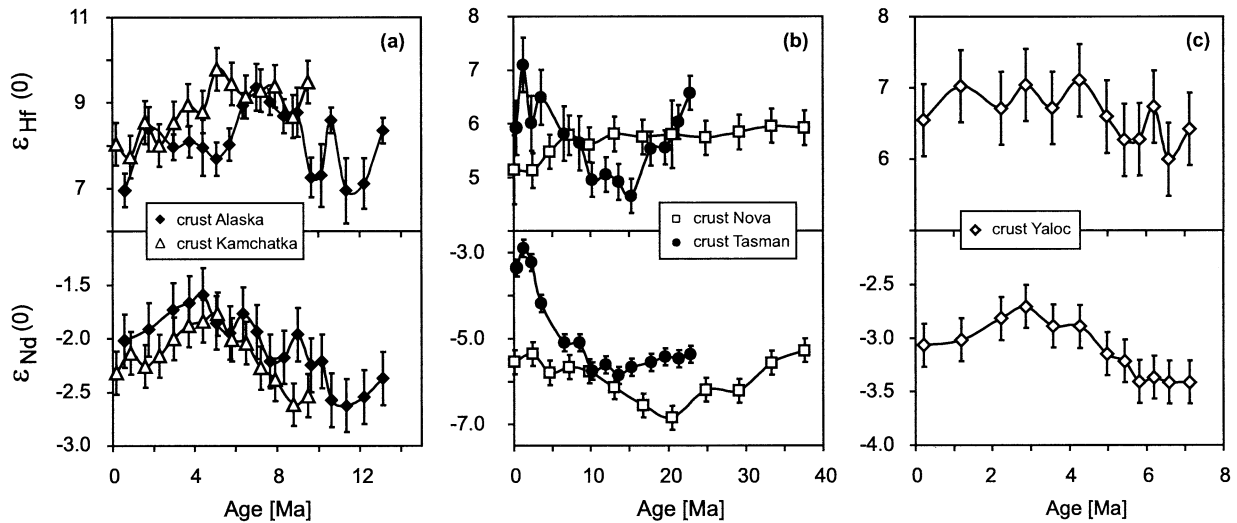 11
9
7
εHf (0)
(a)
8
7
6
5
(b)
8
7
6
(c)
crust Alaska
crust Kamchatka
crust Nova
crust Tasman
crust Yaloc
-1.5
-2.0
-2.5
-3.0
εNd (0)
-3.0
-5.0
-7.0
-2.5
-3.0
-3.5
-4.0
0 4 8 12
0 10 20 30 40
0 2 4 6 8
Age [Ma]
Age [Ma]
Age [Ma]